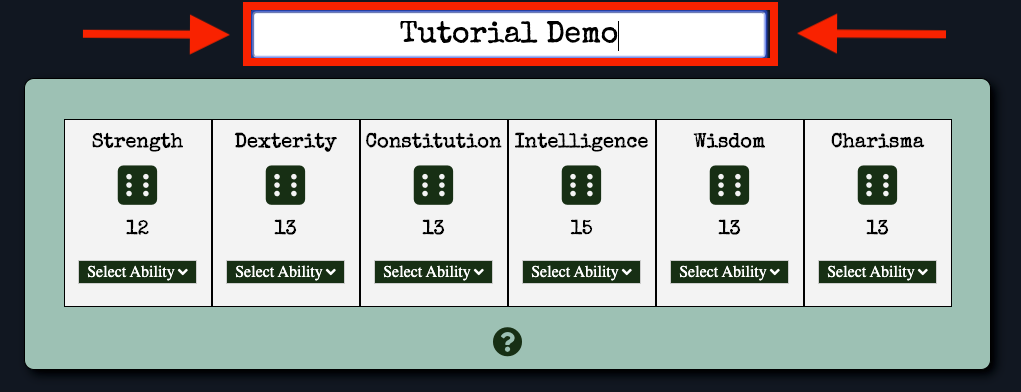 Tutorial Demo
Strength Dexterity Constitution Intelligence Wisdom Charisma
12 13 13 15 13 13
Select Ability Select Ability Select Ability Select Ability Select Ability Select Ability
?